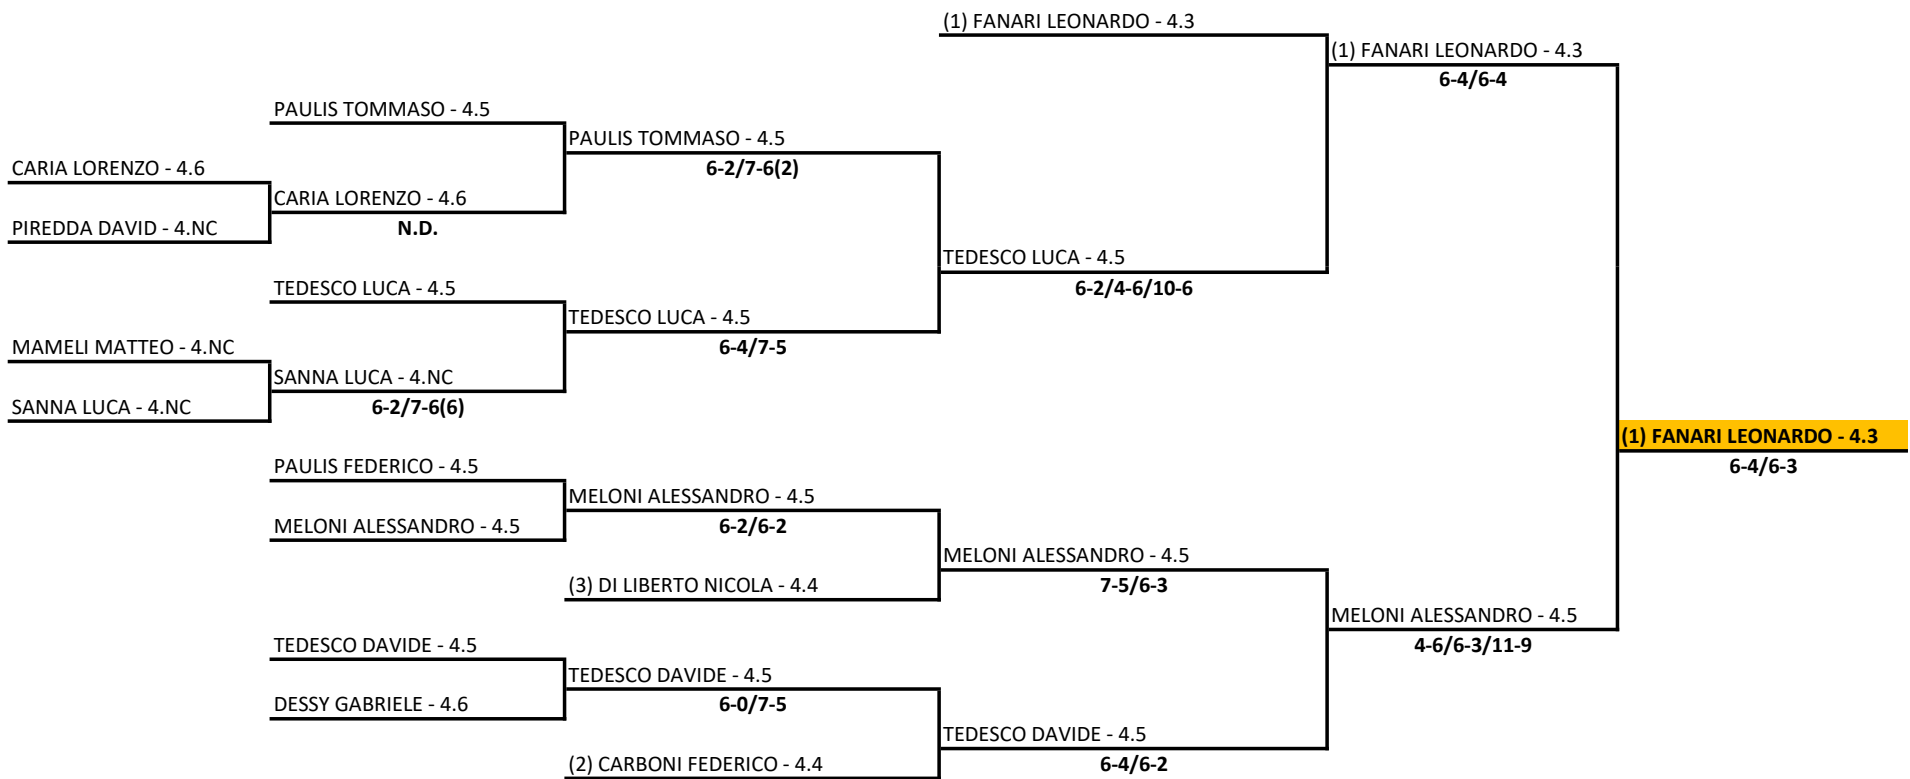 (1) FANARI LEONARDO - 4.3
(1) FANARI LEONARDO - 4.3
6-4/6-4
PAULIS TOMMASO - 4.5
PAULIS TOMMASO - 4.5
6-2/7-6(2)
CARIA LORENZO - 4.6
CARIA LORENZO - 4.6
N.D.
PIREDDA DAVID - 4.NC
TEDESCO LUCA - 4.5
6-2/4-6/10-6
TEDESCO LUCA - 4.5
TEDESCO LUCA - 4.5
6-4/7-5
MAMELI MATTEO - 4.NC
SANNA LUCA - 4.NC
6-2/7-6(6)
SANNA LUCA - 4.NC
(1) FANARI LEONARDO - 4.3
6-4/6-3
PAULIS FEDERICO - 4.5
MELONI ALESSANDRO - 4.5
6-2/6-2
MELONI ALESSANDRO - 4.5
MELONI ALESSANDRO - 4.5
7-5/6-3
(3) DI LIBERTO NICOLA - 4.4
MELONI ALESSANDRO - 4.5
4-6/6-3/11-9
TEDESCO DAVIDE - 4.5
TEDESCO DAVIDE - 4.5
6-0/7-5
DESSY GABRIELE - 4.6
TEDESCO DAVIDE - 4.5
6-4/6-2
(2) CARBONI FEDERICO - 4.4